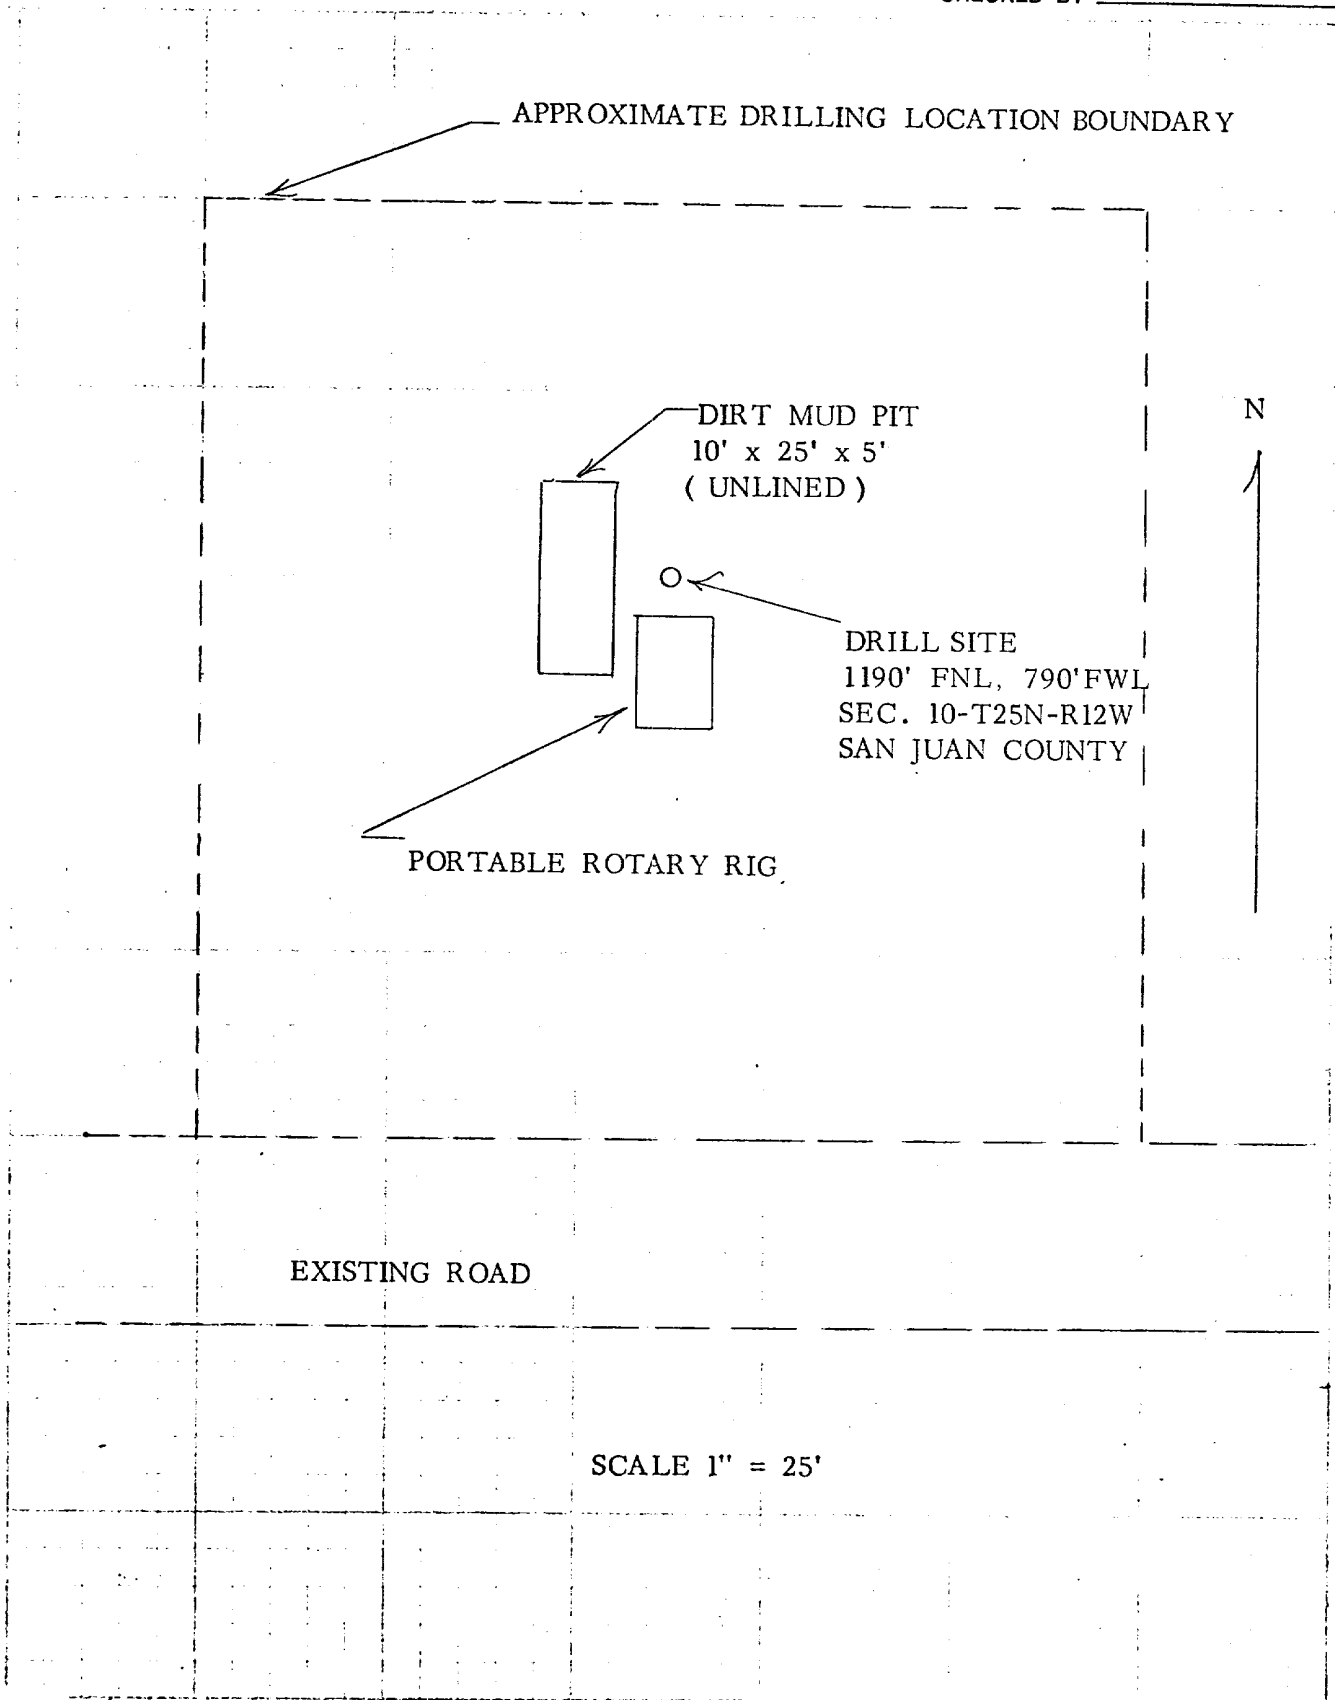 APPROXIMATE DRILLING LOCATION BOUNDARY
DIRT MUD PIT
10' x 25' x 5'
( UNLINED )
N
DRILL SITE
1190' FNL, 790'FWL
SEC. 10-T25N-R12W
SAN JUAN COUNTY
PORTABLE ROTARY RIG
EXISTING ROAD
SCALE 1" = 25'